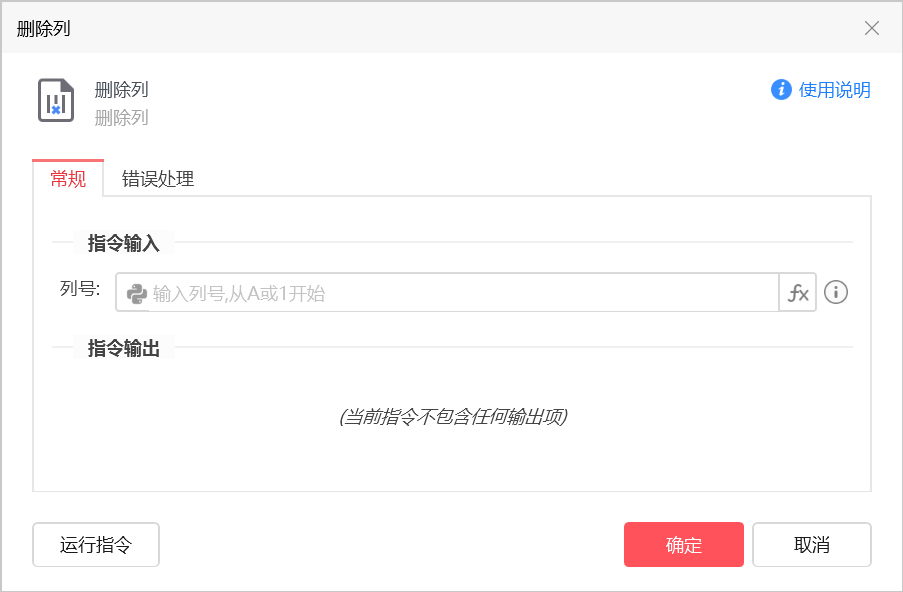 删除列
删除列
使用说明
删除列
常规
错误处理
指令输入
列号:
输入列号,从A或1开始
fx
指令输出
(当前指令不包含任何输出项)
运行指令
确定
取消